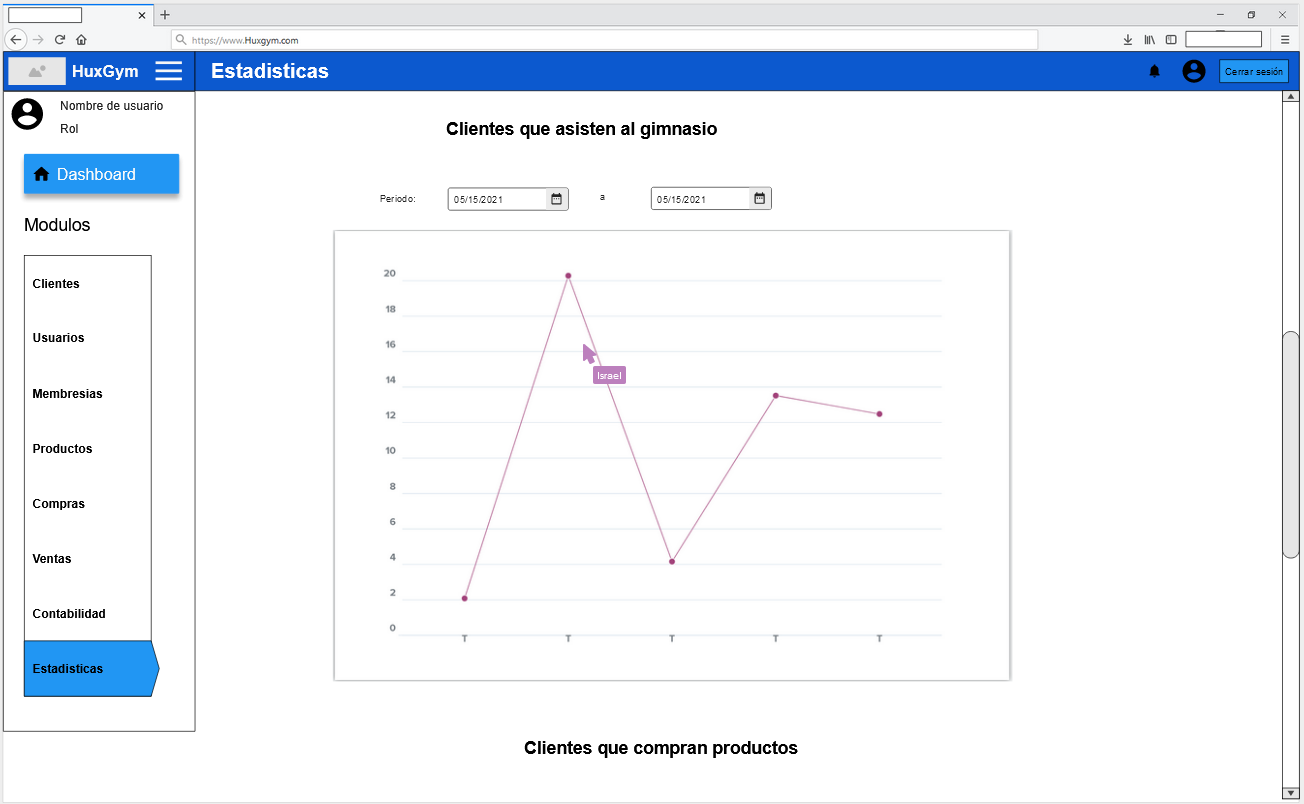 https://www.Huxgym.com
HuxGym
Estadisticas
Cerrar sesión
Nombre de usuario
Rol
Dashboard
Modulos
Clientes
Usuarios
Membresias
Productos
Compras
Ventas
Contabilidad
Estadisticas
Clientes que asisten al gimnasio
Periodo:
05/15/2021
a
05/15/2021
20
18
16
14
12
10
8
6
4
2
0
T T T T T
Israel
Clientes que compran productos